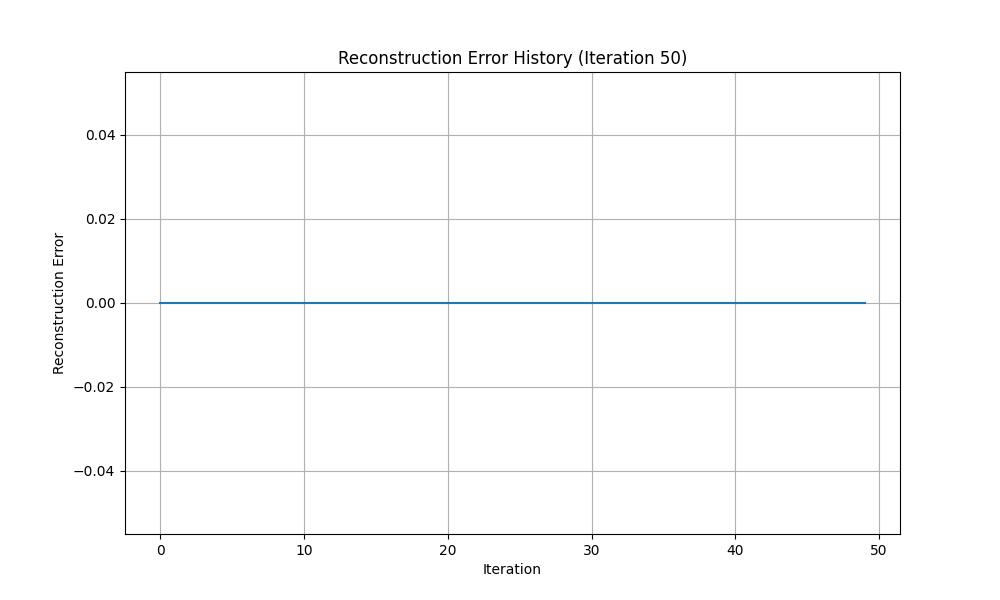 Reconstruction Error History (Iteration 50)
Reconstruction Error
0.04
0.02
0.00
−0.02
−0.04
0 10 20 30 40 50
Iteration